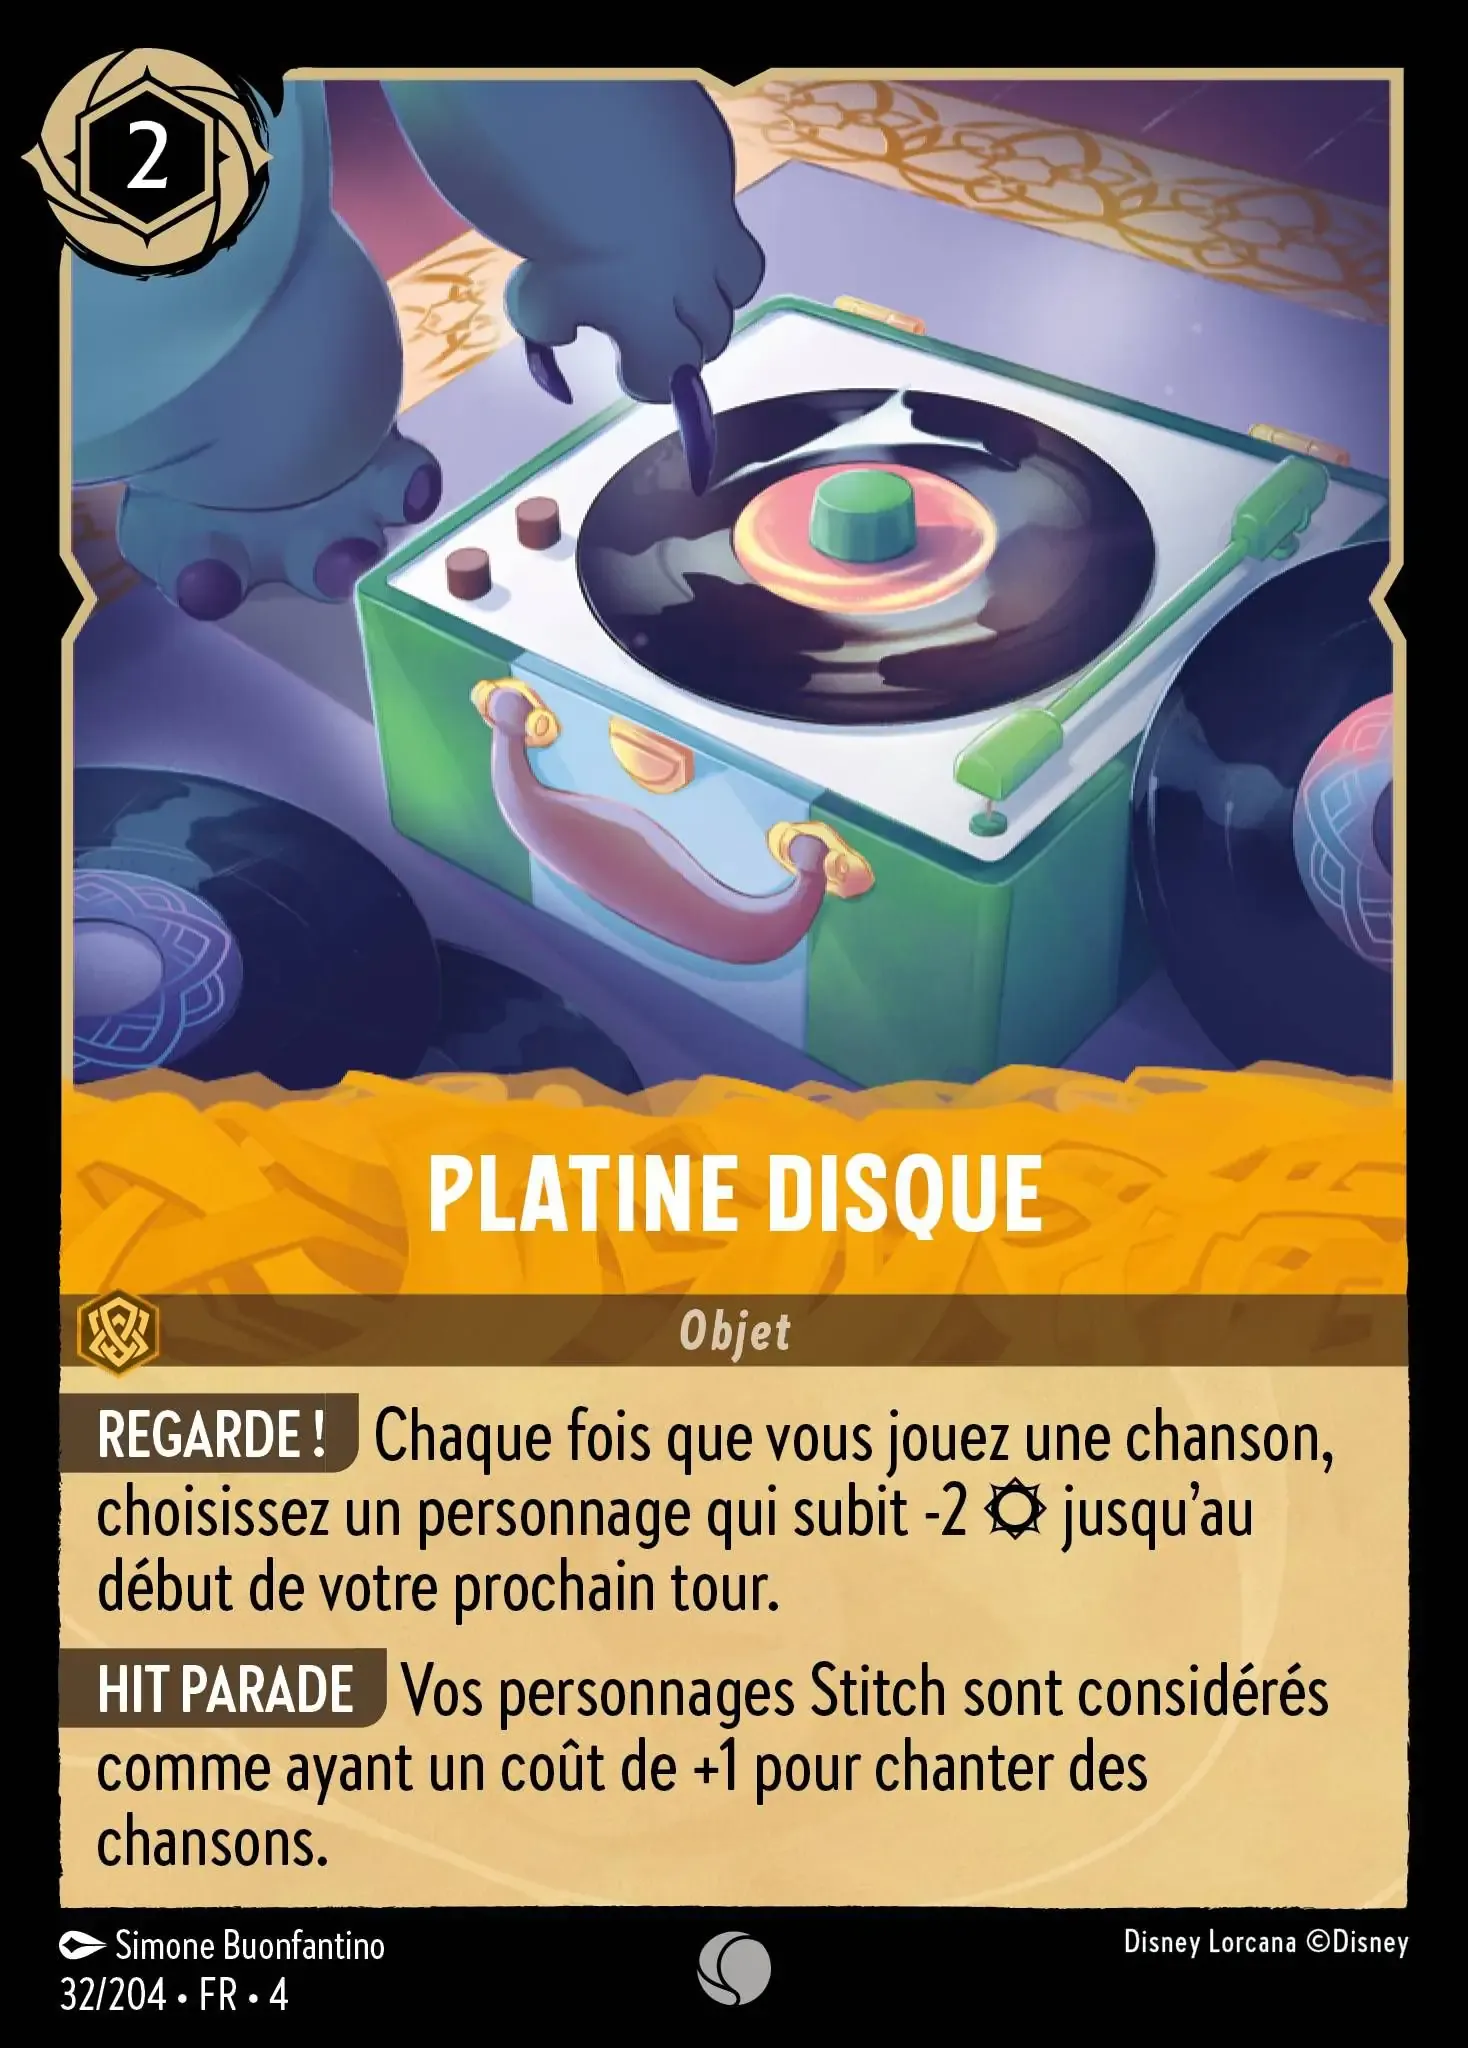 2
PLATINE DISQUE
Objet
REGARDE ! Chaque fois que vous jouez une chanson,
choisissez un personnage qui subit -2 jusqu’au
début de votre prochain tour.
HIT PARADE Vos personnages Stitch sont considérés
comme ayant un coût de +1 pour chanter des
chansons.
Simone Buonfantino
Disney Lorcana ©Disney
32/204 • FR • 4